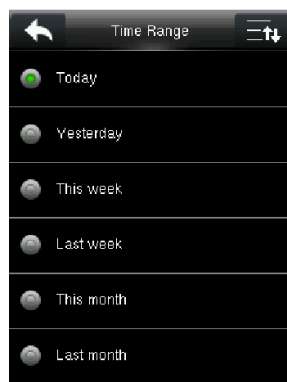 Time Range
Today
Yesterday
This week
Last week
This month
Last month